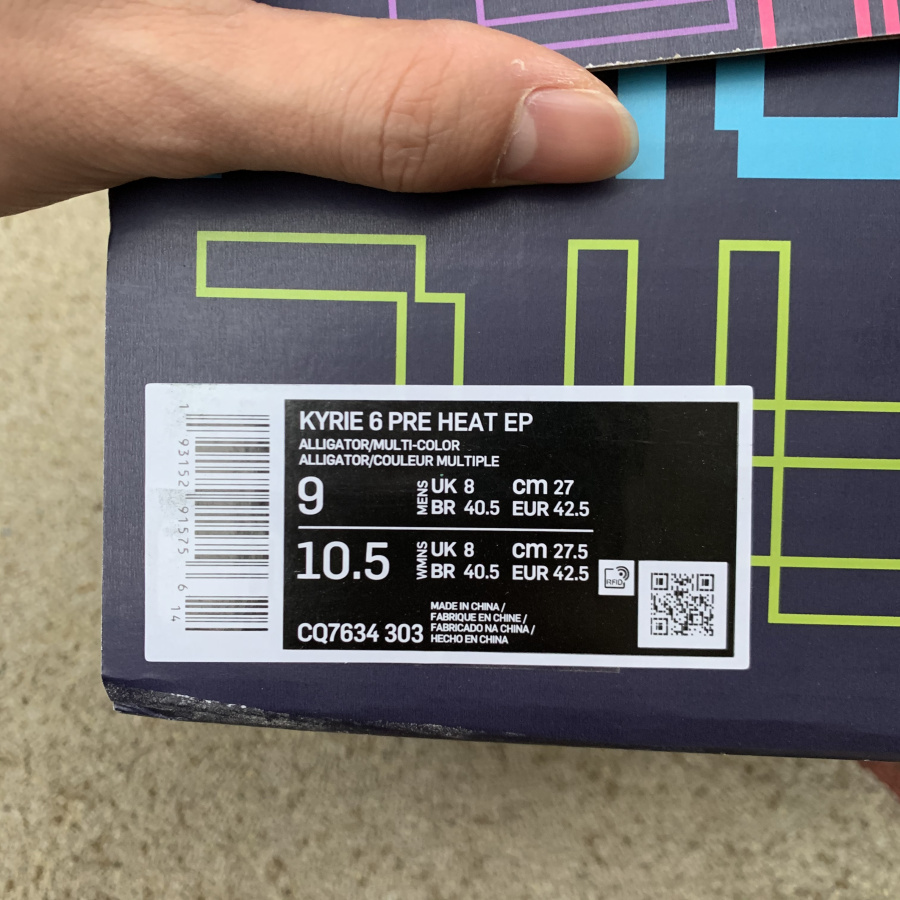 KYRIE 6 PRE HEAT EP
ALLIGATOR/MULTI-COLOR
ALLIGATOR/COULEUR MULTIPLE
9 MENS UK 8 cm 27
BR 40.5 EUR 42.5
10.5 WMNS UK 8 cm 27.5
BR 40.5 EUR 42.5
RFID
CQ7634 303
MADE IN CHINA /
FABRIQUE EN CHINE /
FABRICADO NA CHINA /
HECHO EN CHINA
1 93152 91575 6 14